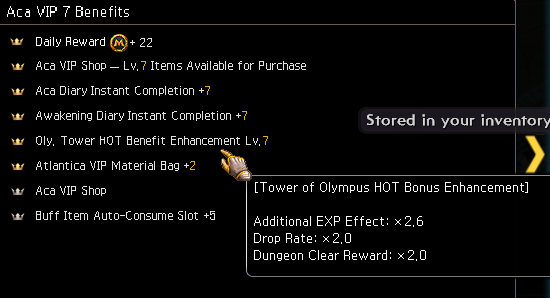 Aca VIP 7 Benefits
Daily Reward M + 22
Aca VIP Shop – Lv.7 Items Available for Purchase
Aca Diary Instant Completion +7
Awakening Diary Instant Completion +7
Oly. Tower HOT Benefit Enhancement Lv.7
Atlantica VIP Material Bag +2
Aca VIP Shop
Buff Item Auto-Consume Slot +5
Stored in your inventory
[Tower of Olympus HOT Bonus Enhancement]
Additional EXP Effect: ×2.6
Drop Rate: ×2.0
Dungeon Clear Reward: ×2.0